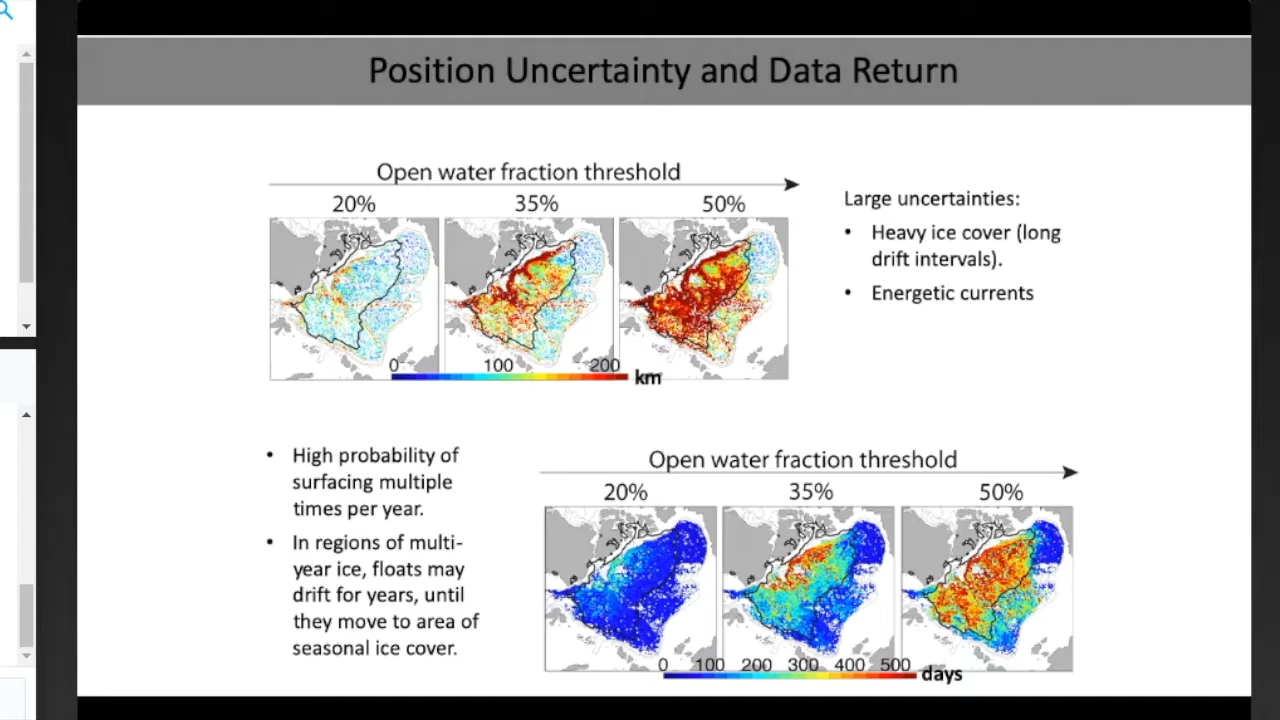 Position Uncertainty and Data Return
Open water fraction threshold
20% 35% 50%
0 100 200
km
Large uncertainties:
• Heavy ice cover (long
drift intervals).
• Energetic currents
• High probability of
surfacing multiple
times per year.
• In regions of multi-
year ice, floats may
drift for years, until
they move to area of
seasonal ice cover.
Open water fraction threshold
20% 35% 50%
0 100 200 300 400 500
days